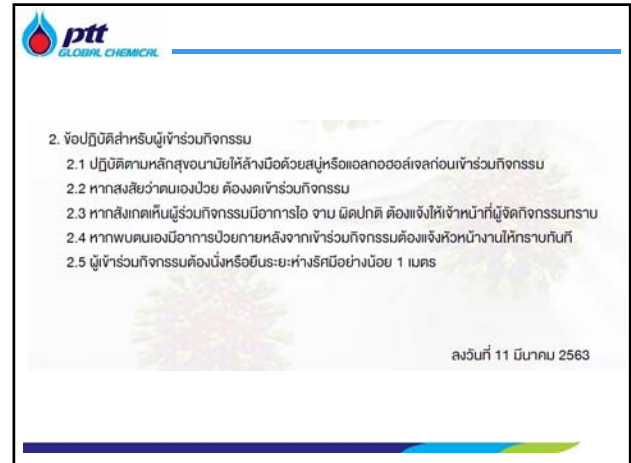 ptt
GLOBAL CHEMICAL
2. ข้อปฏิบัติสำหรับผู้เข้าร่วมกิจกรรม
2.1 ปฏิบัติตามหลักสุขอนามัยให้ล้างมือด้วยสบู่หรือแอลกอฮอล์เจลก่อนเข้าร่วมกิจกรรม
2.2 หากสงสัยว่าตนเองป่วย ต้องงดเข้าร่วมกิจกรรม
2.3 หากสังเกตเห็นผู้ร่วมกิจกรรมมีอาการไอ จาม ผิดปกติ ต้องแจ้งให้เจ้าหน้าที่ผู้จัดกิจกรรมทราบ
2.4 หากพบตนเองมีอาการป่วยภายหลังจากเข้าร่วมกิจกรรมต้องแจ้งหัวหน้างานให้ทราบทันที
2.5 ผู้เข้าร่วมกิจกรรมต้องนั่งหรือยืนระยะห่างรัศมีอย่างน้อย 1 เมตร
ลงวันที่ 11 มีนาคม 2563